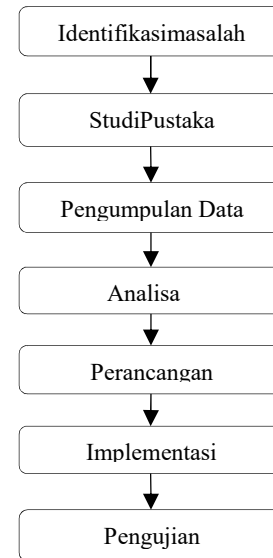 Identifikasimasalah
StudiPustaka
Pengumpulan Data
Analisa
Perancangan
Implementasi
Pengujian